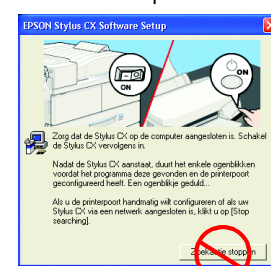 EPSON Stylus CX Software Setup
ON
ON
Zorg dat de Stylus CX op de computer aangesloten is. Schakel
de Stylus CX vervolgens in.
Nadat de Stylus CX aanstaat, duurt het enkele ogenblikken
voordat het programma deze gevonden en de printerpoort
geconfigureerd heeft. Een ogenblikje geduld...
Als u de printerpoort handmatig wilt configureren of als uw
Stylus CX via een netwerk aangesloten is, klikt u op [Stop
searching].
Zoekactie stoppen